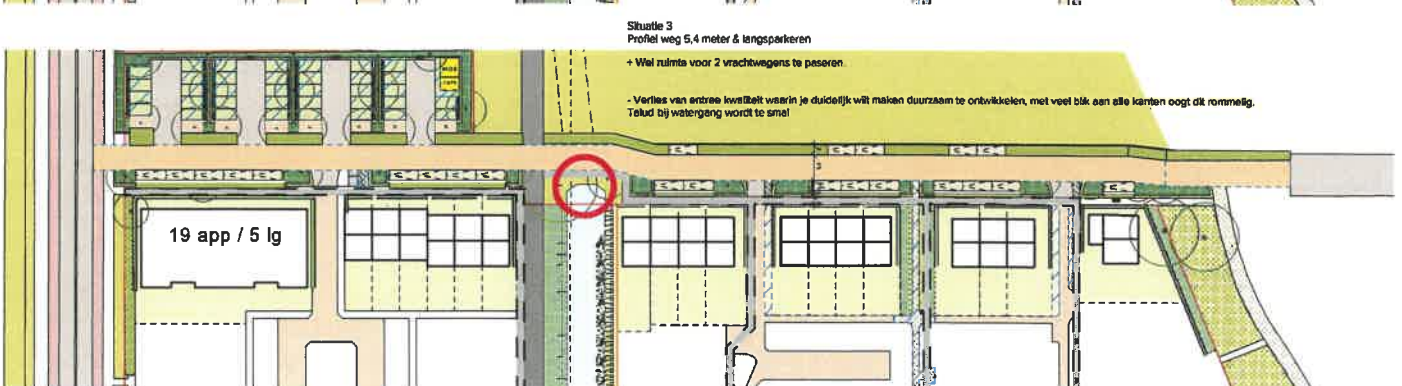 Situatie 3
Profiel weg 5,4 meter & langsparkeren
+ Wel ruimte voor 2 vrachtwagens te paseren.
- Verlies van entree kwaliteit waarin je duidelijk wilt maken duurzaam te ontwikkelen, met veel blik aan alle kanten oogt dit rommelig.
Talud bij watergang wordt te smal
19 app / 5 lg